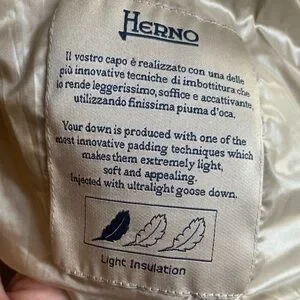 HERNO
Il vostro capo è realizzato con una delle
più innovative tecniche di imbottitura che
lo rende leggerissimo, soffice e accattivante
utilizzando finissima piuma d'oca.
Your down is produced with one of the
most innovative padding techniques which
makes them extremely light,
soft and appealing.
Injected with ultralight goose down.
Light Insulation